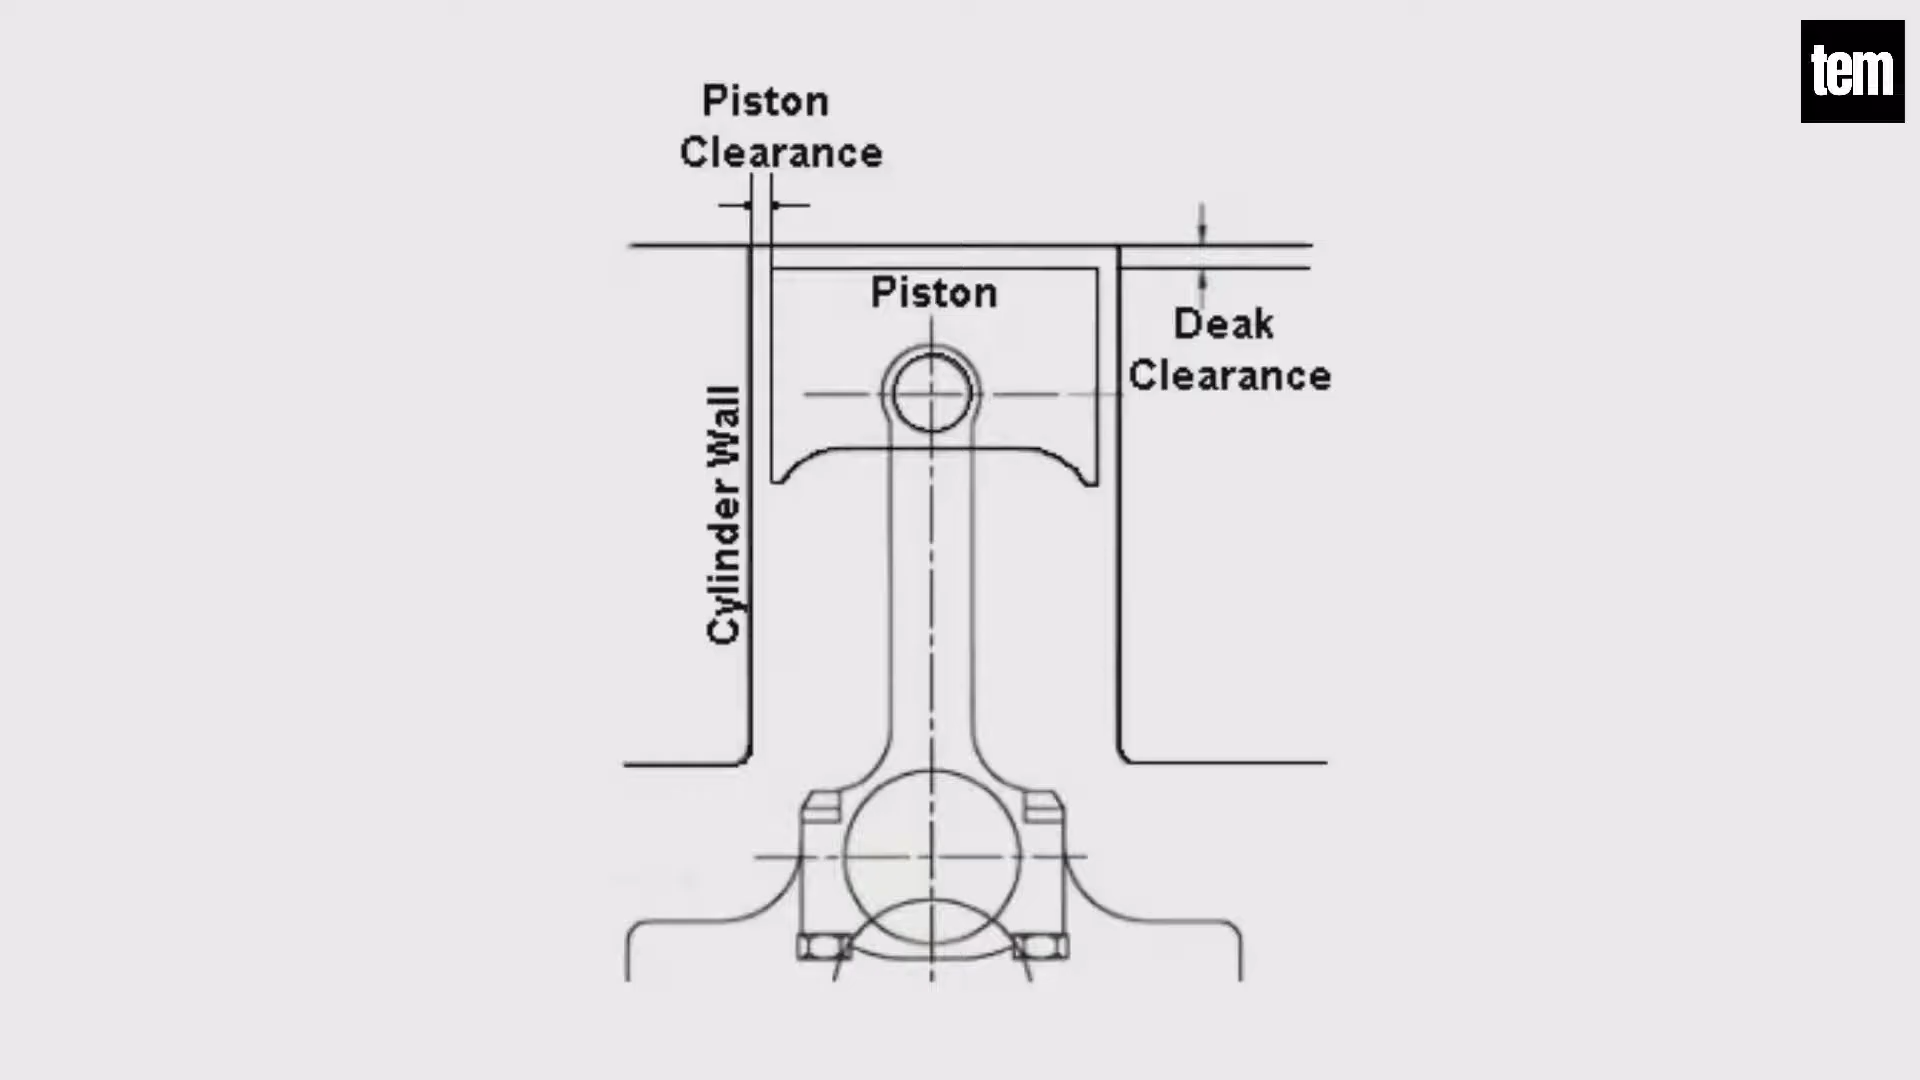 tem
Piston
Clearance
Piston
Deak
Clearance
Cylinder Wall